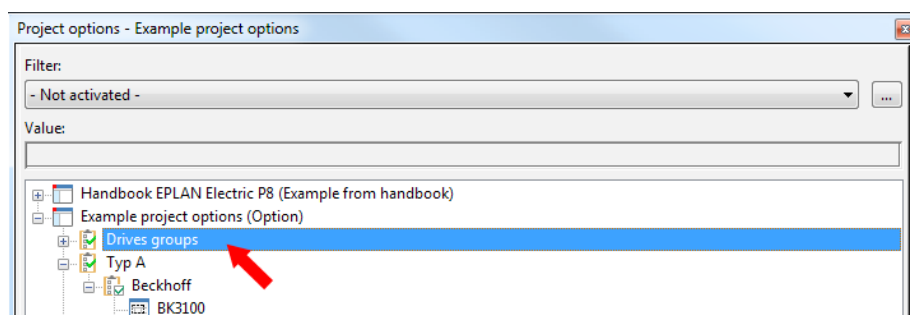 Project options - Example project options
Filter:
- Not activated -
...
Value:
Handbook EPLAN Electric P8 (Example from handbook)
Example project options (Option)
Drives groups
Typ A
Beckhoff
BK3100